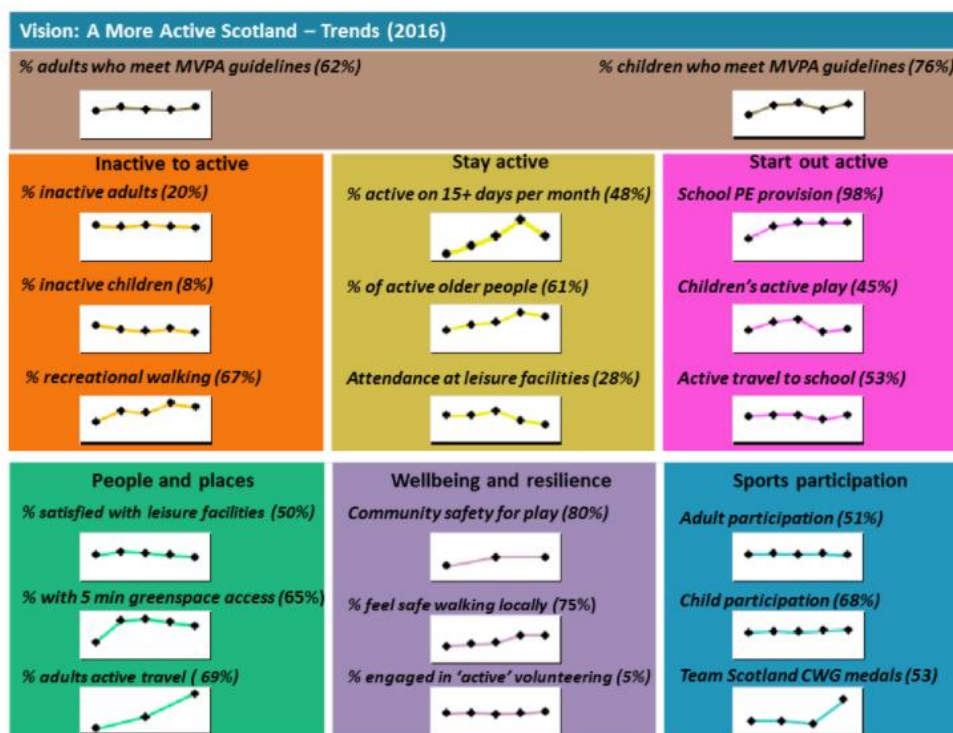 Vision: A More Active Scotland – Trends (2016)
% adults who meet MVPA guidelines (62%)
% children who meet MVPA guidelines (76%)
Inactive to active
% inactive adults (20%)
% inactive children (8%)
% recreational walking (67%)
Stay active
% active on 15+ days per month (48%)
% of active older people (61%)
Attendance at leisure facilities (28%)
Start out active
School PE provision (98%)
Children’s active play (45%)
Active travel to school (53%)
People and places
% satisfied with leisure facilities (50%)
% with 5 min greenspace access (65%)
% adults active travel ( 69%)
Wellbeing and resilience
Community safety for play (80%)
% feel safe walking locally (75%)
% engaged in ‘active’ volunteering (5%)
Sports participation
Adult participation (51%)
Child participation (68%)
Team Scotland CWG medals (53)